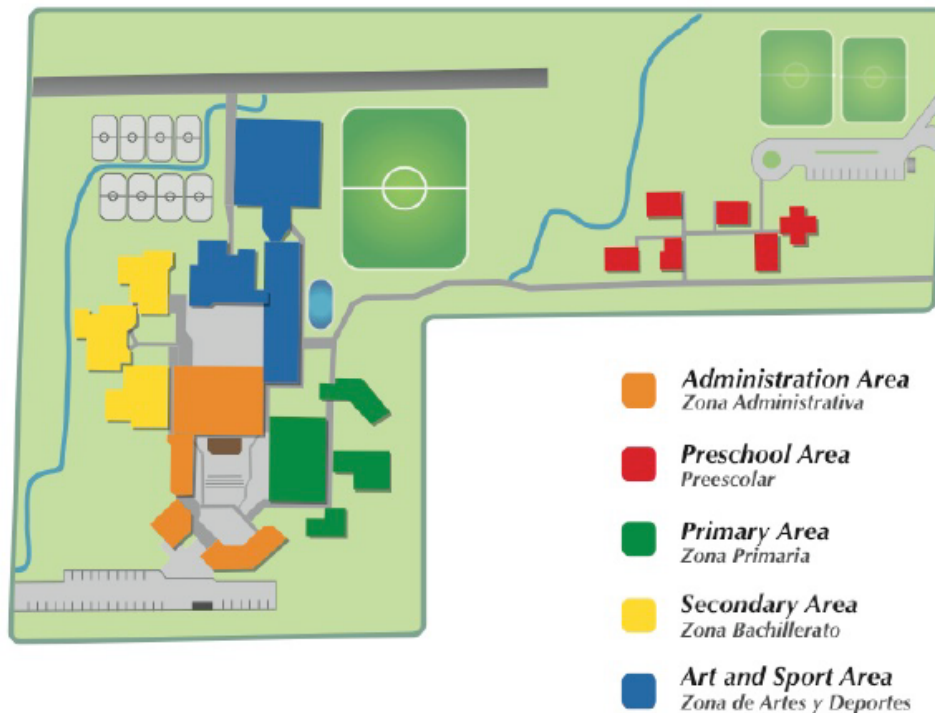 Administration Area
Zona Administrativa
Preschool Area
Preescolar
Primary Area
Zona Primaria
Secondary Area
Zona Bachillerato
Art and Sport Area
Zona de Artes y Deportes